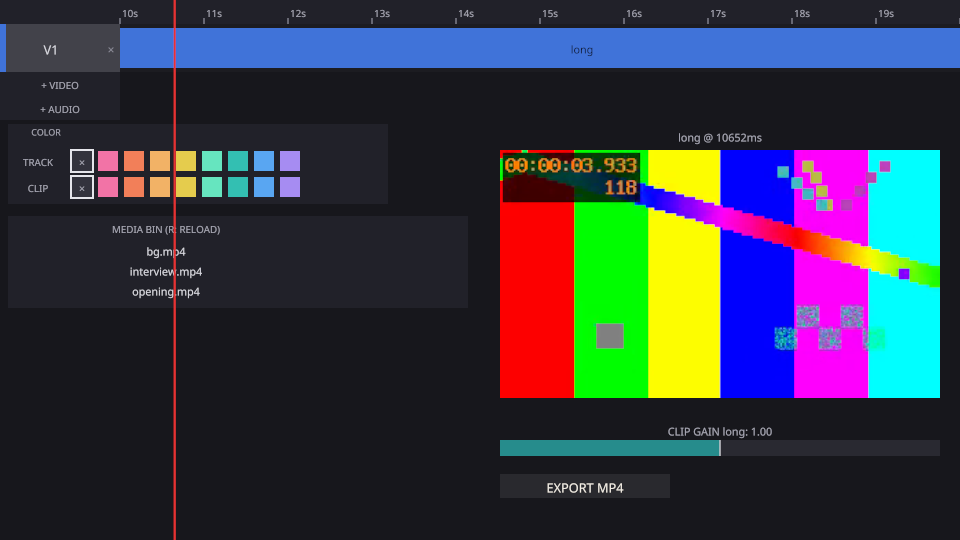 10s 11s 12s 13s 14s 15s 16s 17s 18s 19s
V1 ×
long
+ VIDEO
+ AUDIO
COLOR
TRACK ×
CLIP ×
MEDIA BIN (R: RELOAD)
bg.mp4
interview.mp4
opening.mp4
long @ 10652ms
00:00:03.933
118
CLIP GAIN long: 1.00
EXPORT MP4